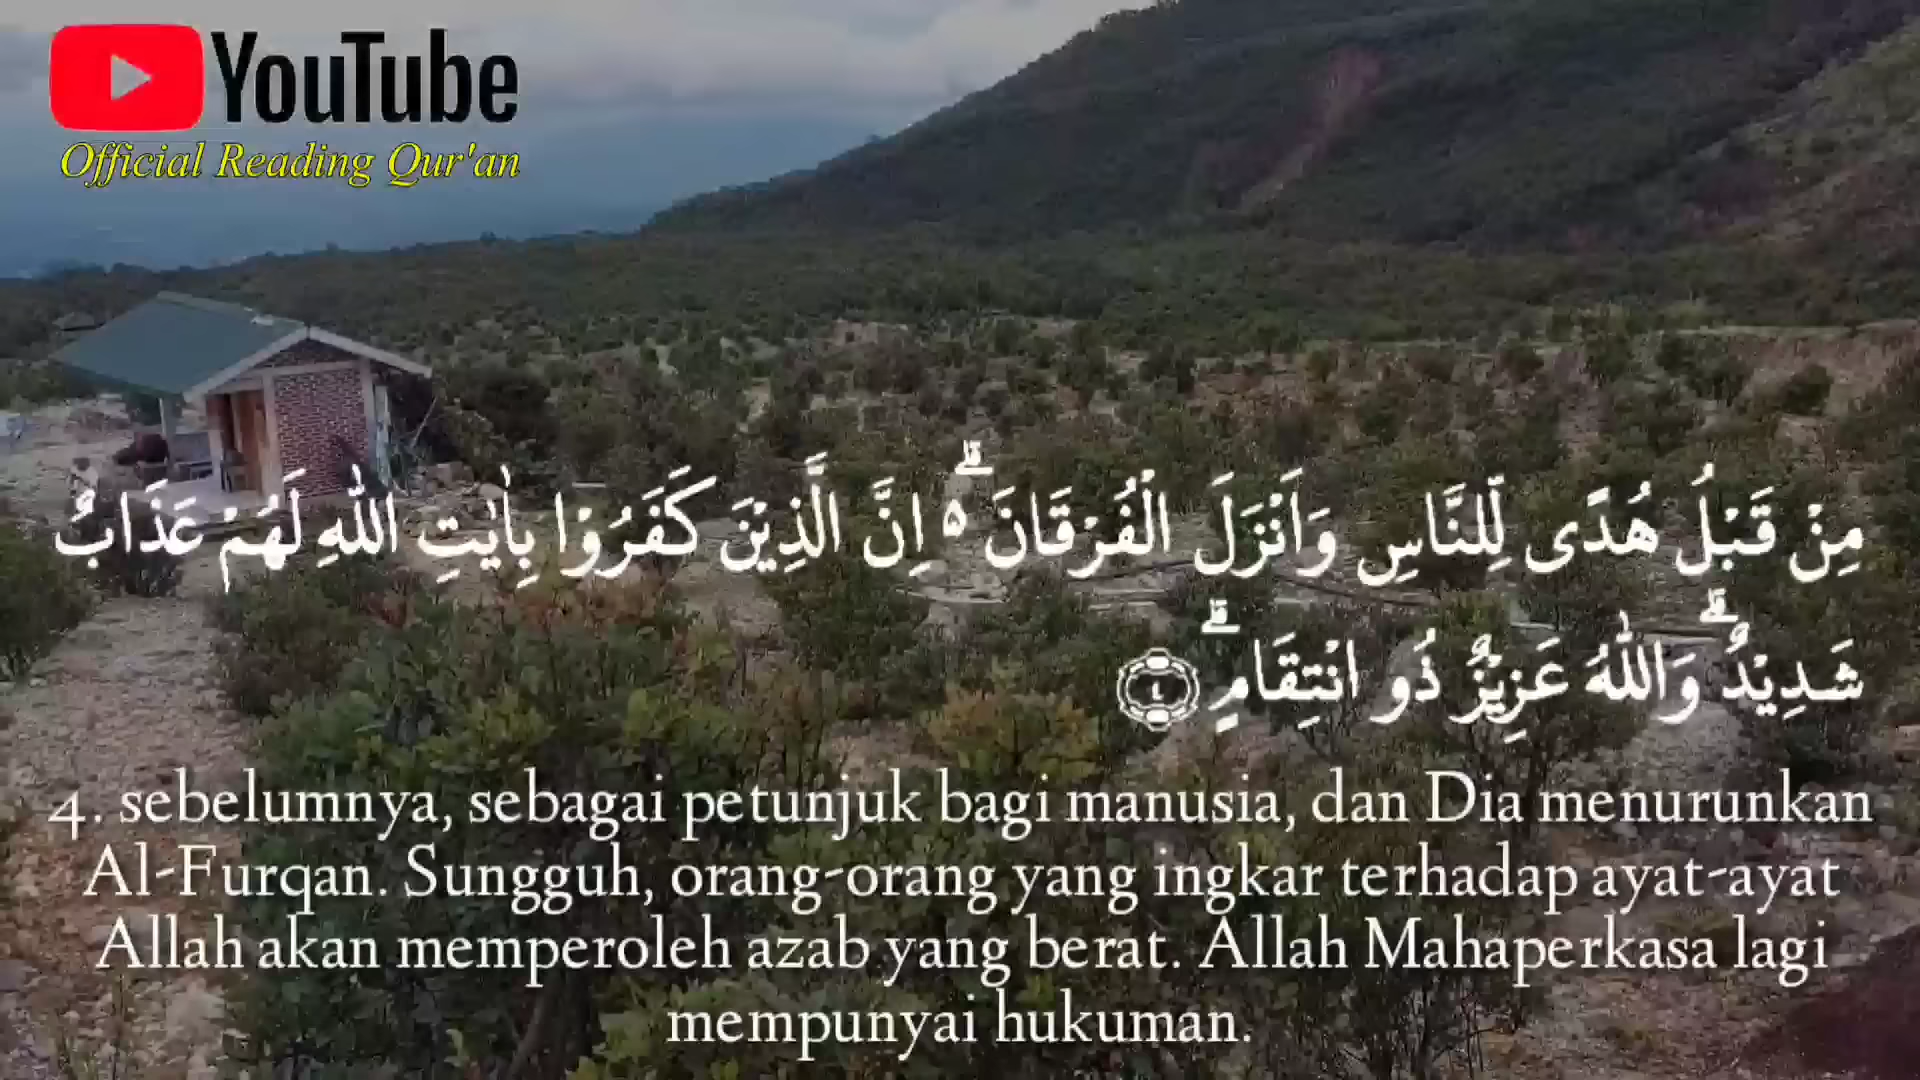 YouTube
Official Reading Qur'an
مِنْ قَبْلُ هُدًى لِّلنَّاسِ وَاَنْزَلَ الْفُرْقَانَ ەۗ اِنَّ الَّذِيْنَ كَفَرُوْا بِاٰيٰتِ اللّٰهِ لَهُمْ عَذَابٌ
شَدِيْدٌ ۗوَاللّٰهُ عَزِيْزٌ ذُو انْتِقَامٍۗ ٤
4. sebelumnya, sebagai petunjuk bagi manusia, dan Dia menurunkan
Al-Furqan. Sungguh, orang-orang yang ingkar terhadap ayat-ayat
Allah akan memperoleh azab yang berat. Allah Mahaperkasa lagi
mempunyai hukuman.